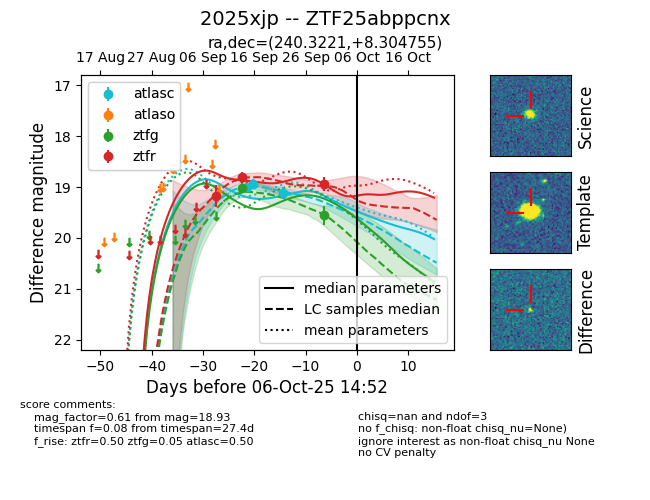 2025xjp -- ZTF25abppcnx
ra,dec=(240.3221,+8.304755)
17 Aug 27 Aug 06 Sep 16 Sep 26 Sep 06 Oct 16 Oct
17
18
19
20
21
22
Difference magnitude
atlasc
atlaso
ztfg
ztfr
median parameters
LC samples median
mean parameters
−50 −40 −30 −20 −10 0 10
Days before 06-Oct-25 14:52
Science
Template
Difference
score comments:
mag_factor=0.61 from mag=18.93
timespan f=0.08 from timespan=27.4d
f_rise: ztfr=0.50 ztfg=0.05 atlasc=0.50
chisq=nan and ndof=3
no f_chisq: non-float chisq_nu=None)
ignore interest as non-float chisq_nu None
no CV penalty